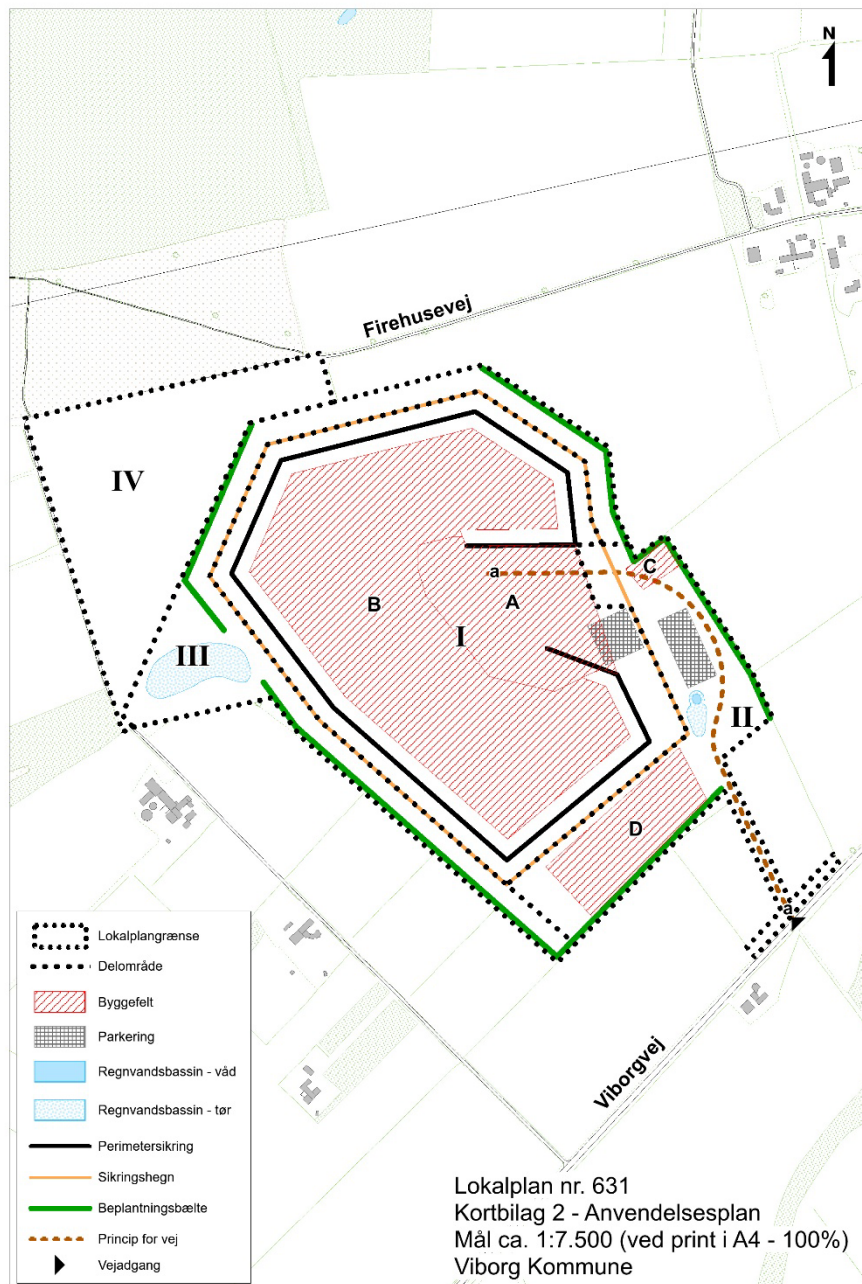 N
Firehusevej
IV
C
a
A
B
I
III
II
D
a
Viborgvej
Lokalplangrænse
Delområde
Byggefelt
Parkering
Regnvandsbassin - våd
Regnvandsbassin - tør
Perimetersikring
Sikringshegn
Beplantningsbælte
Princip for vej
Vejadgang
Lokalplan nr. 631
Kortbilag 2 - Anvendelsesplan
Mål ca. 1:7.500 (ved print i A4 - 100%)
Viborg Kommune